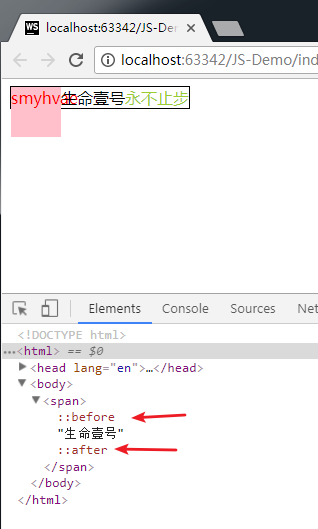 WS localhost:63342/JS-Demo ×
localhost:63342/JS-Demo/ind
smyhvae生命壹号永不止步
Elements Console Sources Net
<!DOCTYPE html>
…<html> == $0
▶<head lang="en">…</head>
▼<body>
▼<span>
::before
"生命壹号"
::after
</span>
</body>
</html>